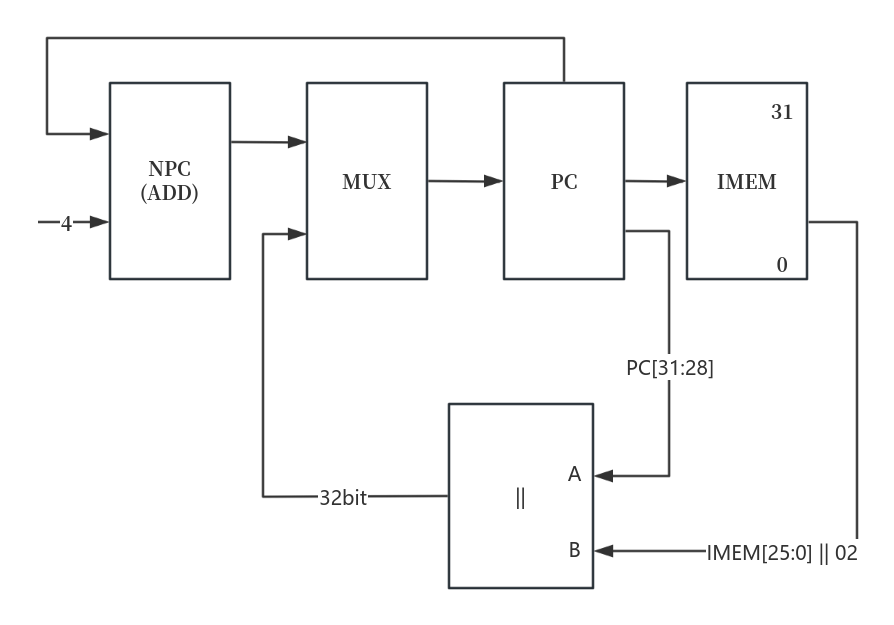 31
NPC
(ADD)
MUX
PC
IMEM
4
0
PC[31:28]
A
32bit
||
B
IMEM[25:0] || 02